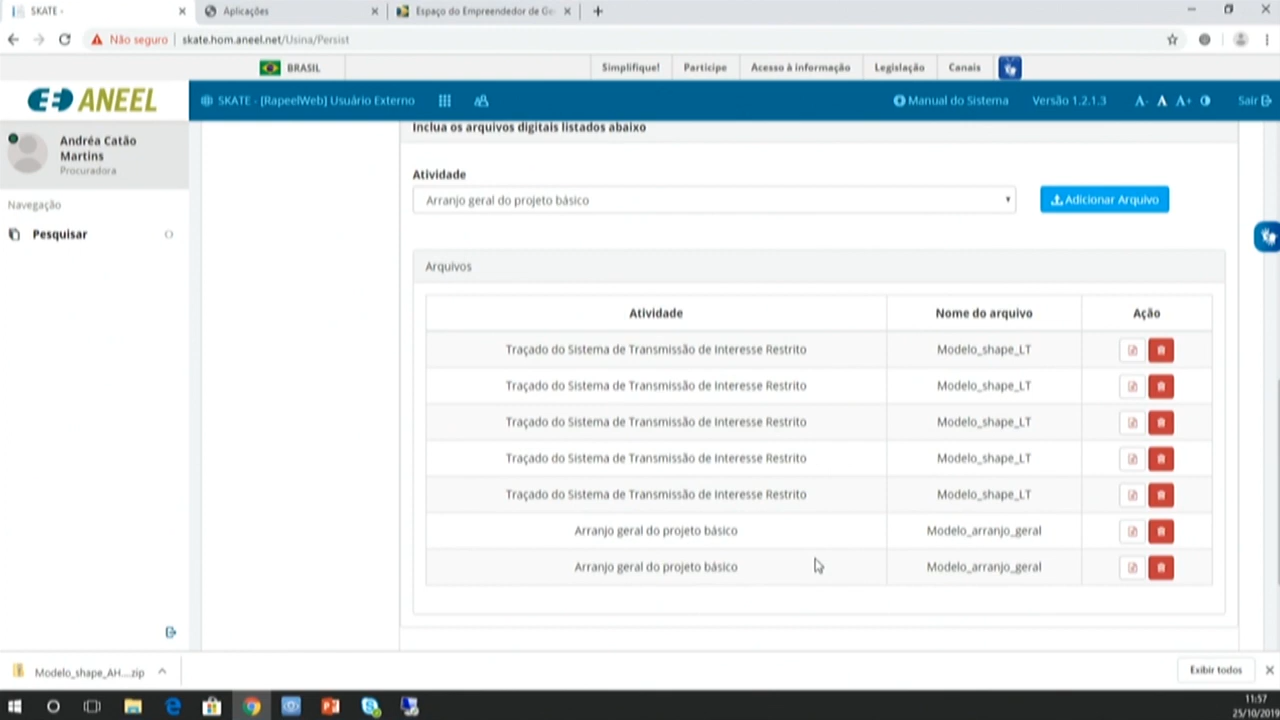 SKATE -
Aplicações
Espaço do Empreendedor de Ge
Não seguro
skate.hom.aneel.net/Usina/Persist
BRASIL
Simplifique!
Participe
Acesso à informação
Legislação
Canais
ANEEL
SKATE - [RapeelWeb] Usuário Externo
Manual do Sistema
Versão 1.2.1.3
A-
A
A+
Sair
Andréa Catão
Martins
Procuradora
Navegação
Pesquisar
Inclua os arquivos digitais listados abaixo
Atividade
Arranjo geral do projeto básico
Adicionar Arquivo
Arquivos
Atividade Nome do arquivo Ação
Traçado do Sistema de Transmissão de Interesse Restrito Modelo_shape_LT
Traçado do Sistema de Transmissão de Interesse Restrito Modelo_shape_LT
Traçado do Sistema de Transmissão de Interesse Restrito Modelo_shape_LT
Traçado do Sistema de Transmissão de Interesse Restrito Modelo_shape_LT
Traçado do Sistema de Transmissão de Interesse Restrito Modelo_shape_LT
Arranjo geral do projeto básico Modelo_arranjo_geral
Arranjo geral do projeto básico Modelo_arranjo_geral
Modelo_shape_AH....zip
Exibir todos
11:57
25/10/2019